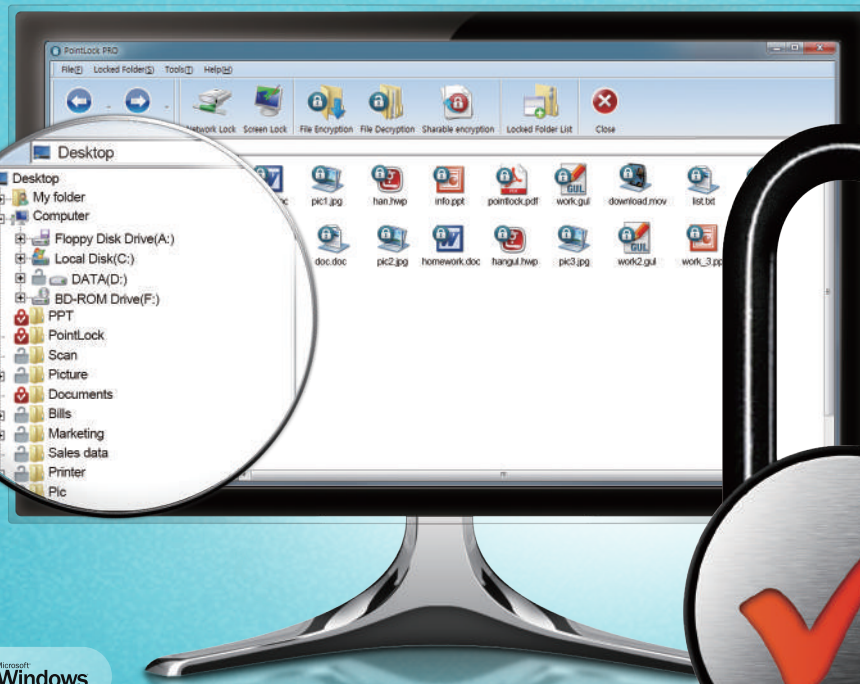 PointLock PRO
File(F) Locked Folder(S) Tools(T) Help(H)
Network Lock Screen Lock File Encryption File Decryption Sharable encryption Locked Folder List Close
Desktop
Desktop
My folder
Computer
Floppy Disk Drive(A:)
Local Disk(C:)
DATA(D:)
BD-ROM Drive(F:)
PPT
PointLock
Scan
Picture
Documents
Bills
Marketing
Sales data
Printer
Pic
pic1.jpg han.hwp info.ppt pointlock.pdf work.gul download.mov list.txt
doc.doc pic2.jpg homework.doc hangul.hwp pic3.jpg work2.gul work_3.pp
GUL
GUL
Microsoft
Windows